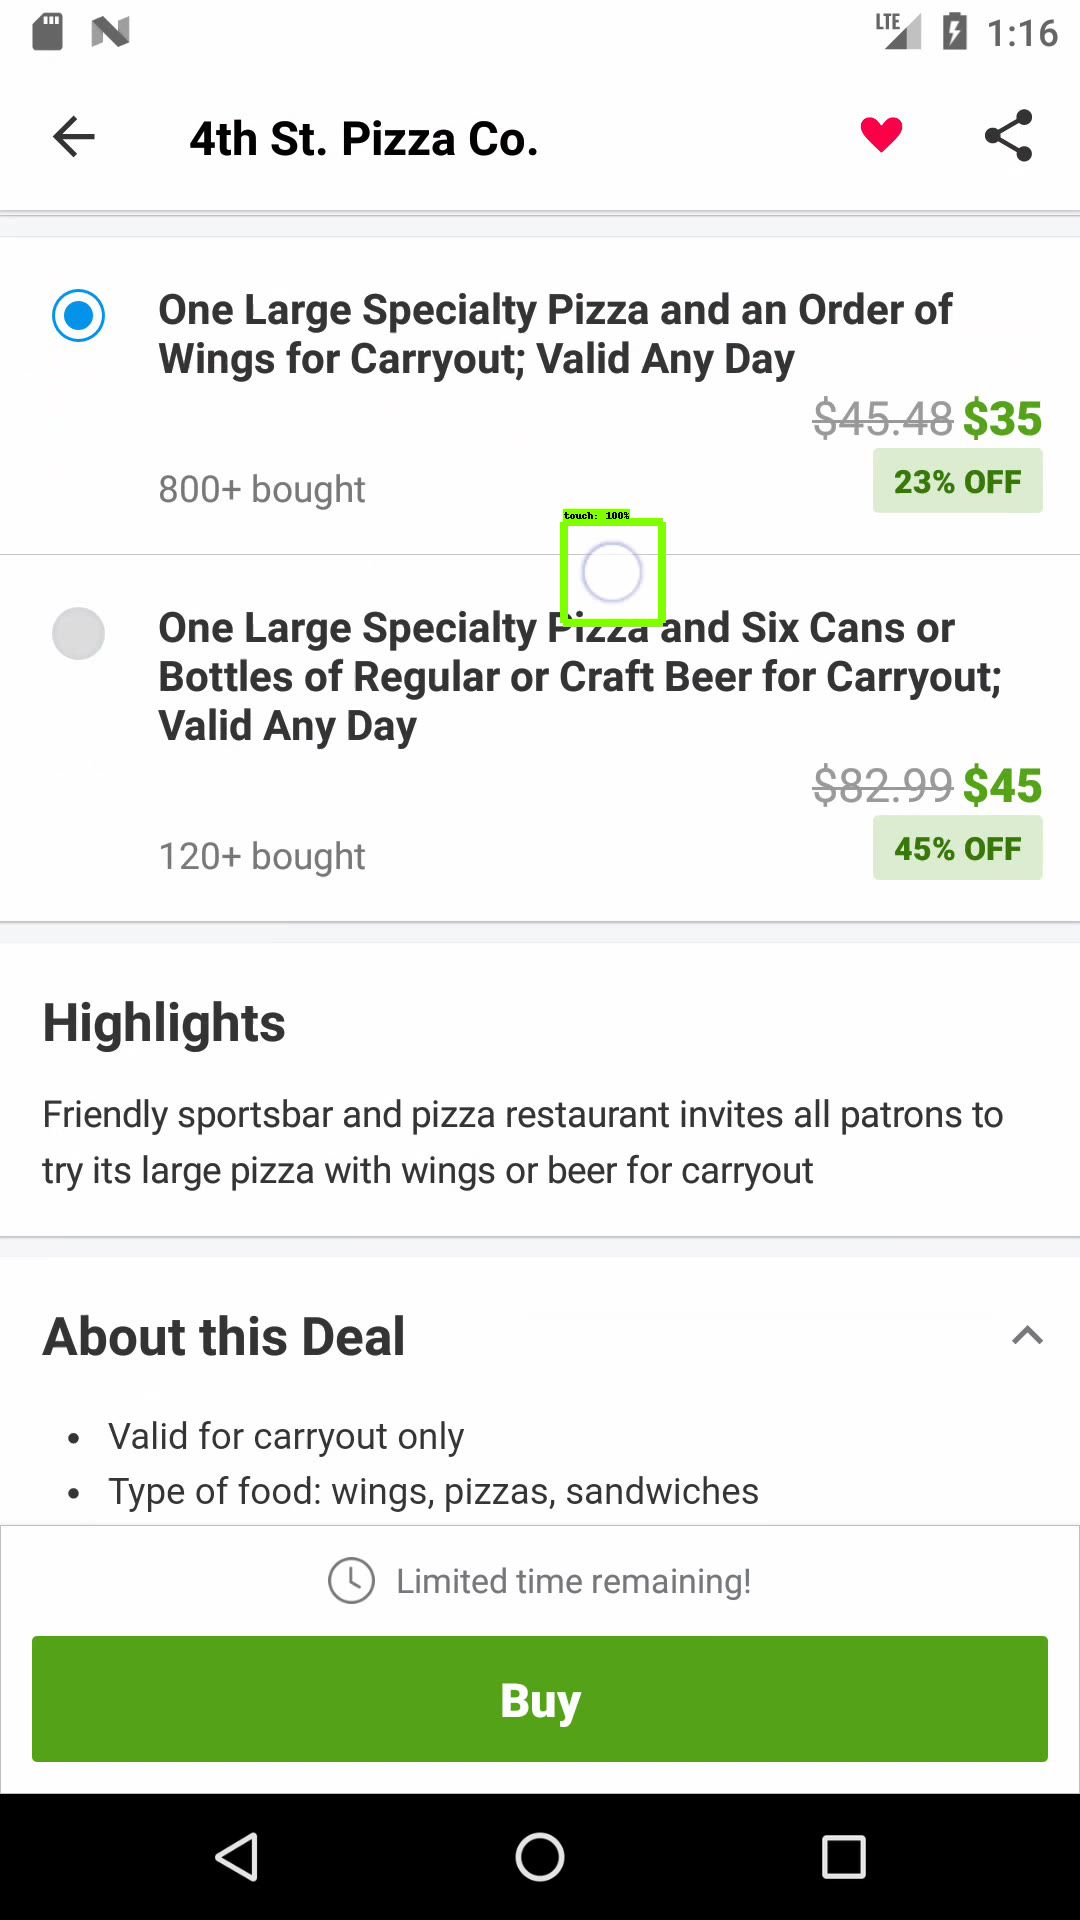 LTE 1:16
4th St. Pizza Co.
One Large Specialty Pizza and an Order of
Wings for Carryout; Valid Any Day
$45.48 $35
800+ bought
23% OFF
touch: 100%
One Large Specialty Pizza and Six Cans or
Bottles of Regular or Craft Beer for Carryout;
Valid Any Day
$82.99 $45
120+ bought
45% OFF
Highlights
Friendly sportsbar and pizza restaurant invites all patrons to
try its large pizza with wings or beer for carryout
About this Deal
• Valid for carryout only
• Type of food: wings, pizzas, sandwiches
Limited time remaining!
Buy